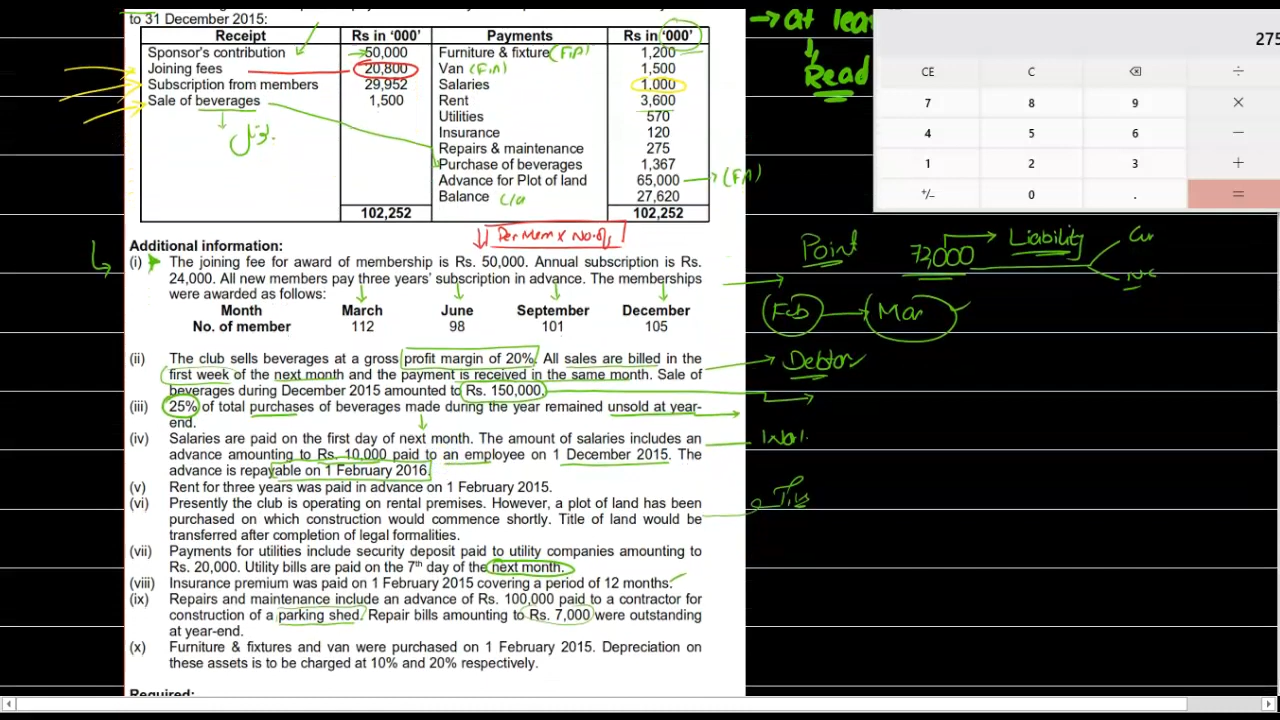 to 31 December 2015:
Receipt Rs in '000' Payments Rs in '000'
Sponsor's contribution 50,000 Furniture & fixture (F.A) 1,200
Joining fees 20,800 Van (F.A) 1,500
Subscription from members 29,952 Salaries 1,000
Sale of beverages 1,500 Rent 3,600
Utilities 570
Insurance 120
Repairs & maintenance 275
Purchase of beverages 1,367
Advance for Plot of land 65,000 (F.A)
Balance c/d 27,620
102,252 102,252
Per Mem x No. of
Additional information:
(i) The joining fee for award of membership is Rs. 50,000. Annual subscription is Rs.
24,000. All new members pay three years' subscription in advance. The memberships
were awarded as follows:
Month March June September December
No. of member 112 98 101 105
(ii) The club sells beverages at a gross profit margin of 20%. All sales are billed in the
first week of the next month and the payment is received in the same month. Sale of
beverages during December 2015 amounted to Rs. 150,000.
(iii) 25% of total purchases of beverages made during the year remained unsold at year-
end.
(iv) Salaries are paid on the first day of next month. The amount of salaries includes an
advance amounting to Rs. 10,000 paid to an employee on 1 December 2015. The
advance is repayable on 1 February 2016.
(v) Rent for three years was paid in advance on 1 February 2015.
(vi) Presently the club is operating on rental premises. However, a plot of land has been
purchased on which construction would commence shortly. Title of land would be
transferred after completion of legal formalities.
(vii) Payments for utilities include security deposit paid to utility companies amounting to
Rs. 20,000. Utility bills are paid on the 7th day of the next month.
(viii) Insurance premium was paid on 1 February 2015 covering a period of 12 months.
(ix) Repairs and maintenance include an advance of Rs. 100,000 paid to a contractor for
construction of a parking shed. Repair bills amounting to Rs. 7,000 were outstanding
at year-end.
(x) Furniture & fixtures and van were purchased on 1 February 2015. Depreciation on
these assets is to be charged at 10% and 20% respectively.
Required:
at least
Read
275
CE C ⌫ ÷
7 8 9 ×
4 5 6 −
1 2 3 +
+/− 0 . =
Point 72,000 Liability
Feb Mar
Debtor